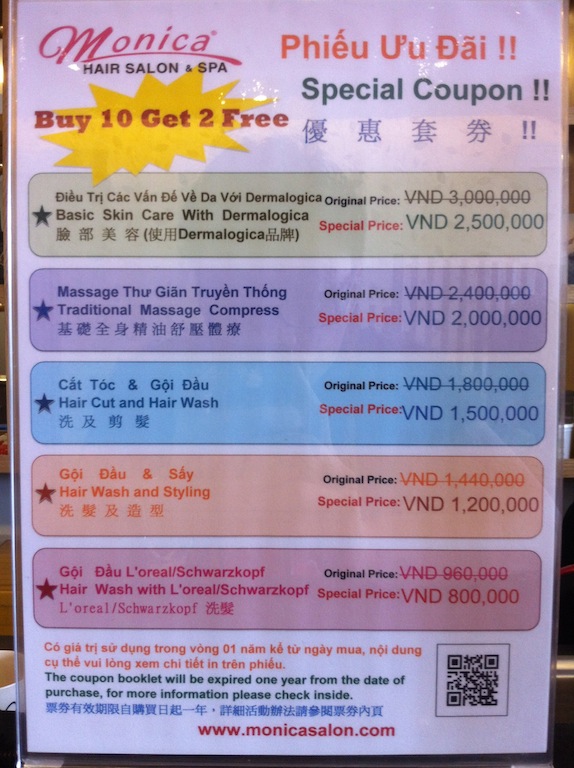 Monica
HAIR SALON & SPA
Phiếu Ưu Đãi !!
Special Coupon !!
Buy 10 Get 2 Free
優惠套券 !!
Điều Trị Các Vấn Đề Về Da Với Dermalogica
Original Price: VND 3,000,000
Basic Skin Care With Dermalogica
Special Price: VND 2,500,000
臉部美容(使用Dermalogica品牌)
Massage Thư Giãn Truyền Thống
Original Price: VND 2,400,000
Traditional Massage Compress
Special Price: VND 2,000,000
基礎全身精油舒壓體療
Cắt Tóc & Gội Đầu
Original Price: VND 1,800,000
Hair Cut and Hair Wash
Special Price: VND 1,500,000
洗及剪髮
Gội Đầu & Sấy
Original Price: VND 1,440,000
Hair Wash and Styling
Special Price: VND 1,200,000
洗髮及造型
Gội Đầu L'oreal/Schwarzkopf
Original Price: VND 960,000
Hair Wash with L'oreal/Schwarzkopf
Special Price: VND 800,000
L'oreal/Schwarzkopf 洗髮
Có giá trị sử dụng trong vòng 01 năm kể từ ngày mua, nội dung
cụ thể vui lòng xem chi tiết in trên phiếu.
The coupon booklet will be expired one year from the date of
purchase, for more information please check inside.
票券有效期限自購買日起一年，詳細活動辦法請參閱票券內頁
www.monicasalon.com